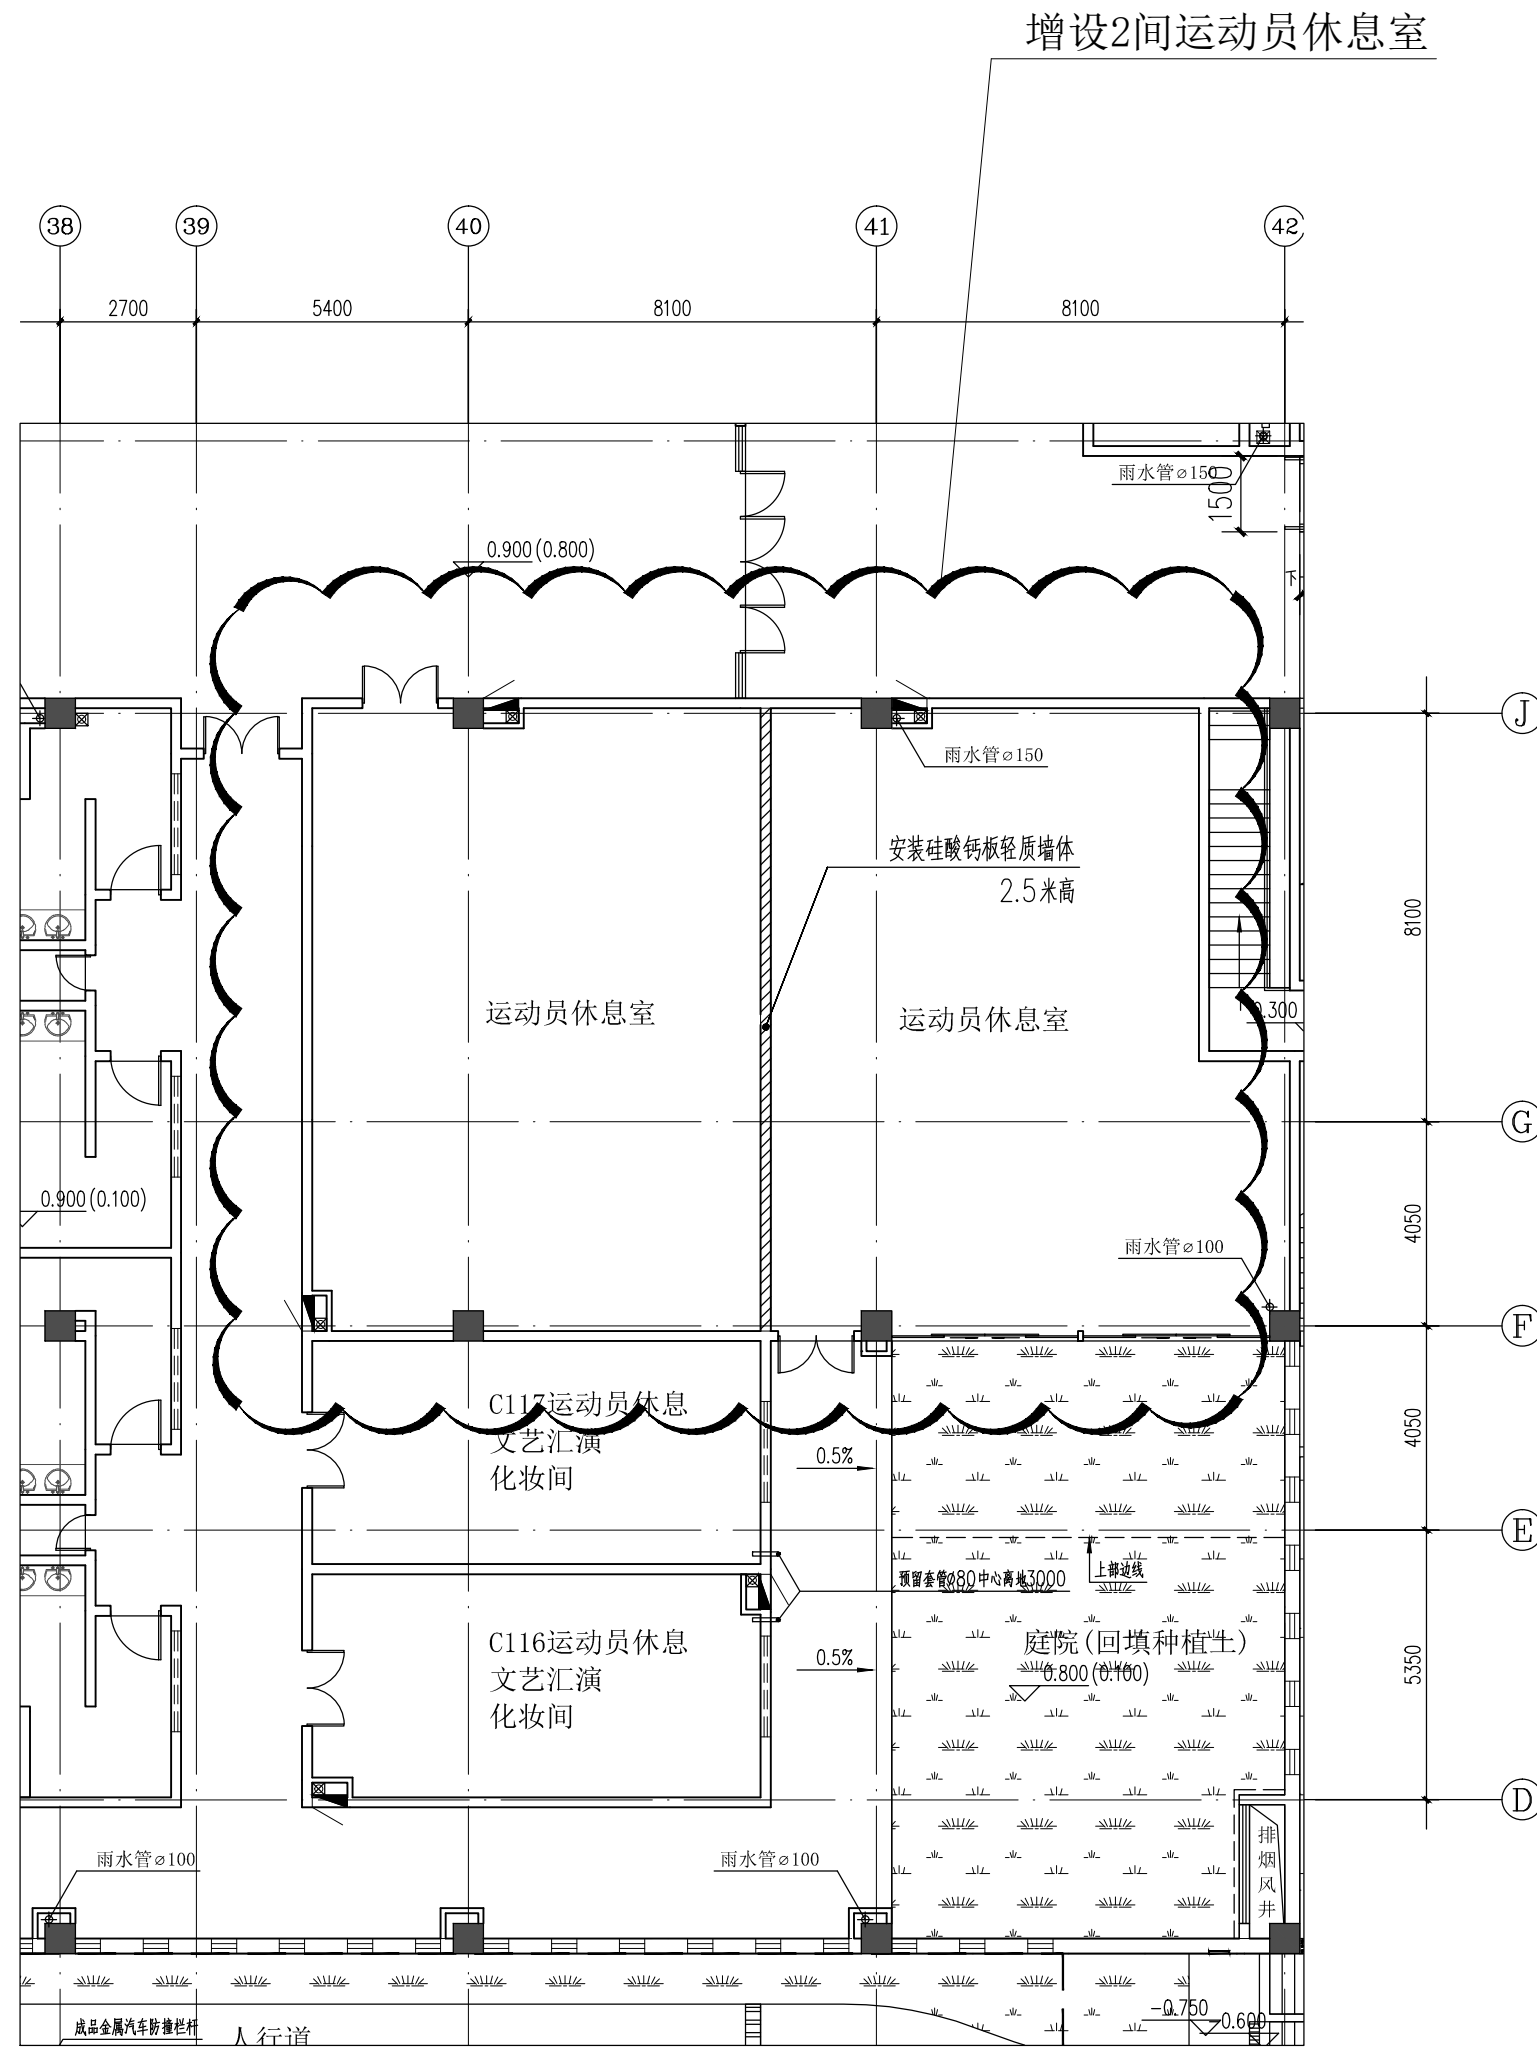 增设2间运动员休息室
38
39
40
41
42
2700
5400
8100
8100
雨水管⌀150
1500
0.900(0.800)
下
J
雨水管⌀150
安装硅酸钙板轻质墙体
2.5米高
8100
运动员休息室
运动员休息室
0.300
G
0.900(0.100)
4050
雨水管⌀100
F
C117运动员休息
文艺汇演
化妆间
4050
0.5%
E
上部边线
预留套管⌀80中心离地3000
C116运动员休息
文艺汇演
化妆间
0.5%
庭院(回填种植土)
0.800(0.100)
5350
D
排
烟
风
井
雨水管⌀100
雨水管⌀100
-0.750
-0.600
成品金属汽车防撞栏杆
人行道